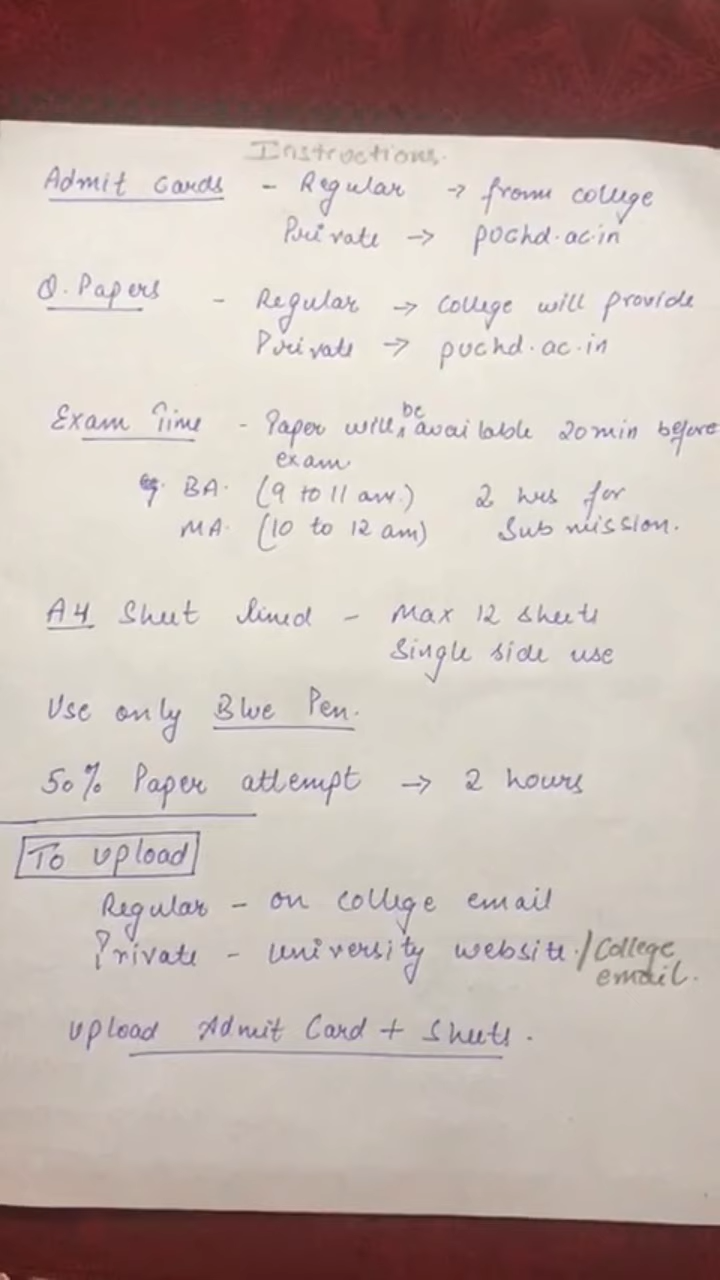 Instructions.
Admit Cards - Regular → from college
Private → puchd.ac.in
Q. Papers - Regular → College will provide
Private → puchd.ac.in
Exam Time - Paper will be available 20 min before
exam
eg. BA. (9 to 11 am.) 2 hrs for
MA. (10 to 12 am) Submission.
A4 Sheet lined - Max 12 sheets
Single side use
Use only Blue Pen.
50% Paper attempt → 2 hours
To upload
Regular - on college email
Private - university website./College
email.
Upload Admit Card + Sheets.